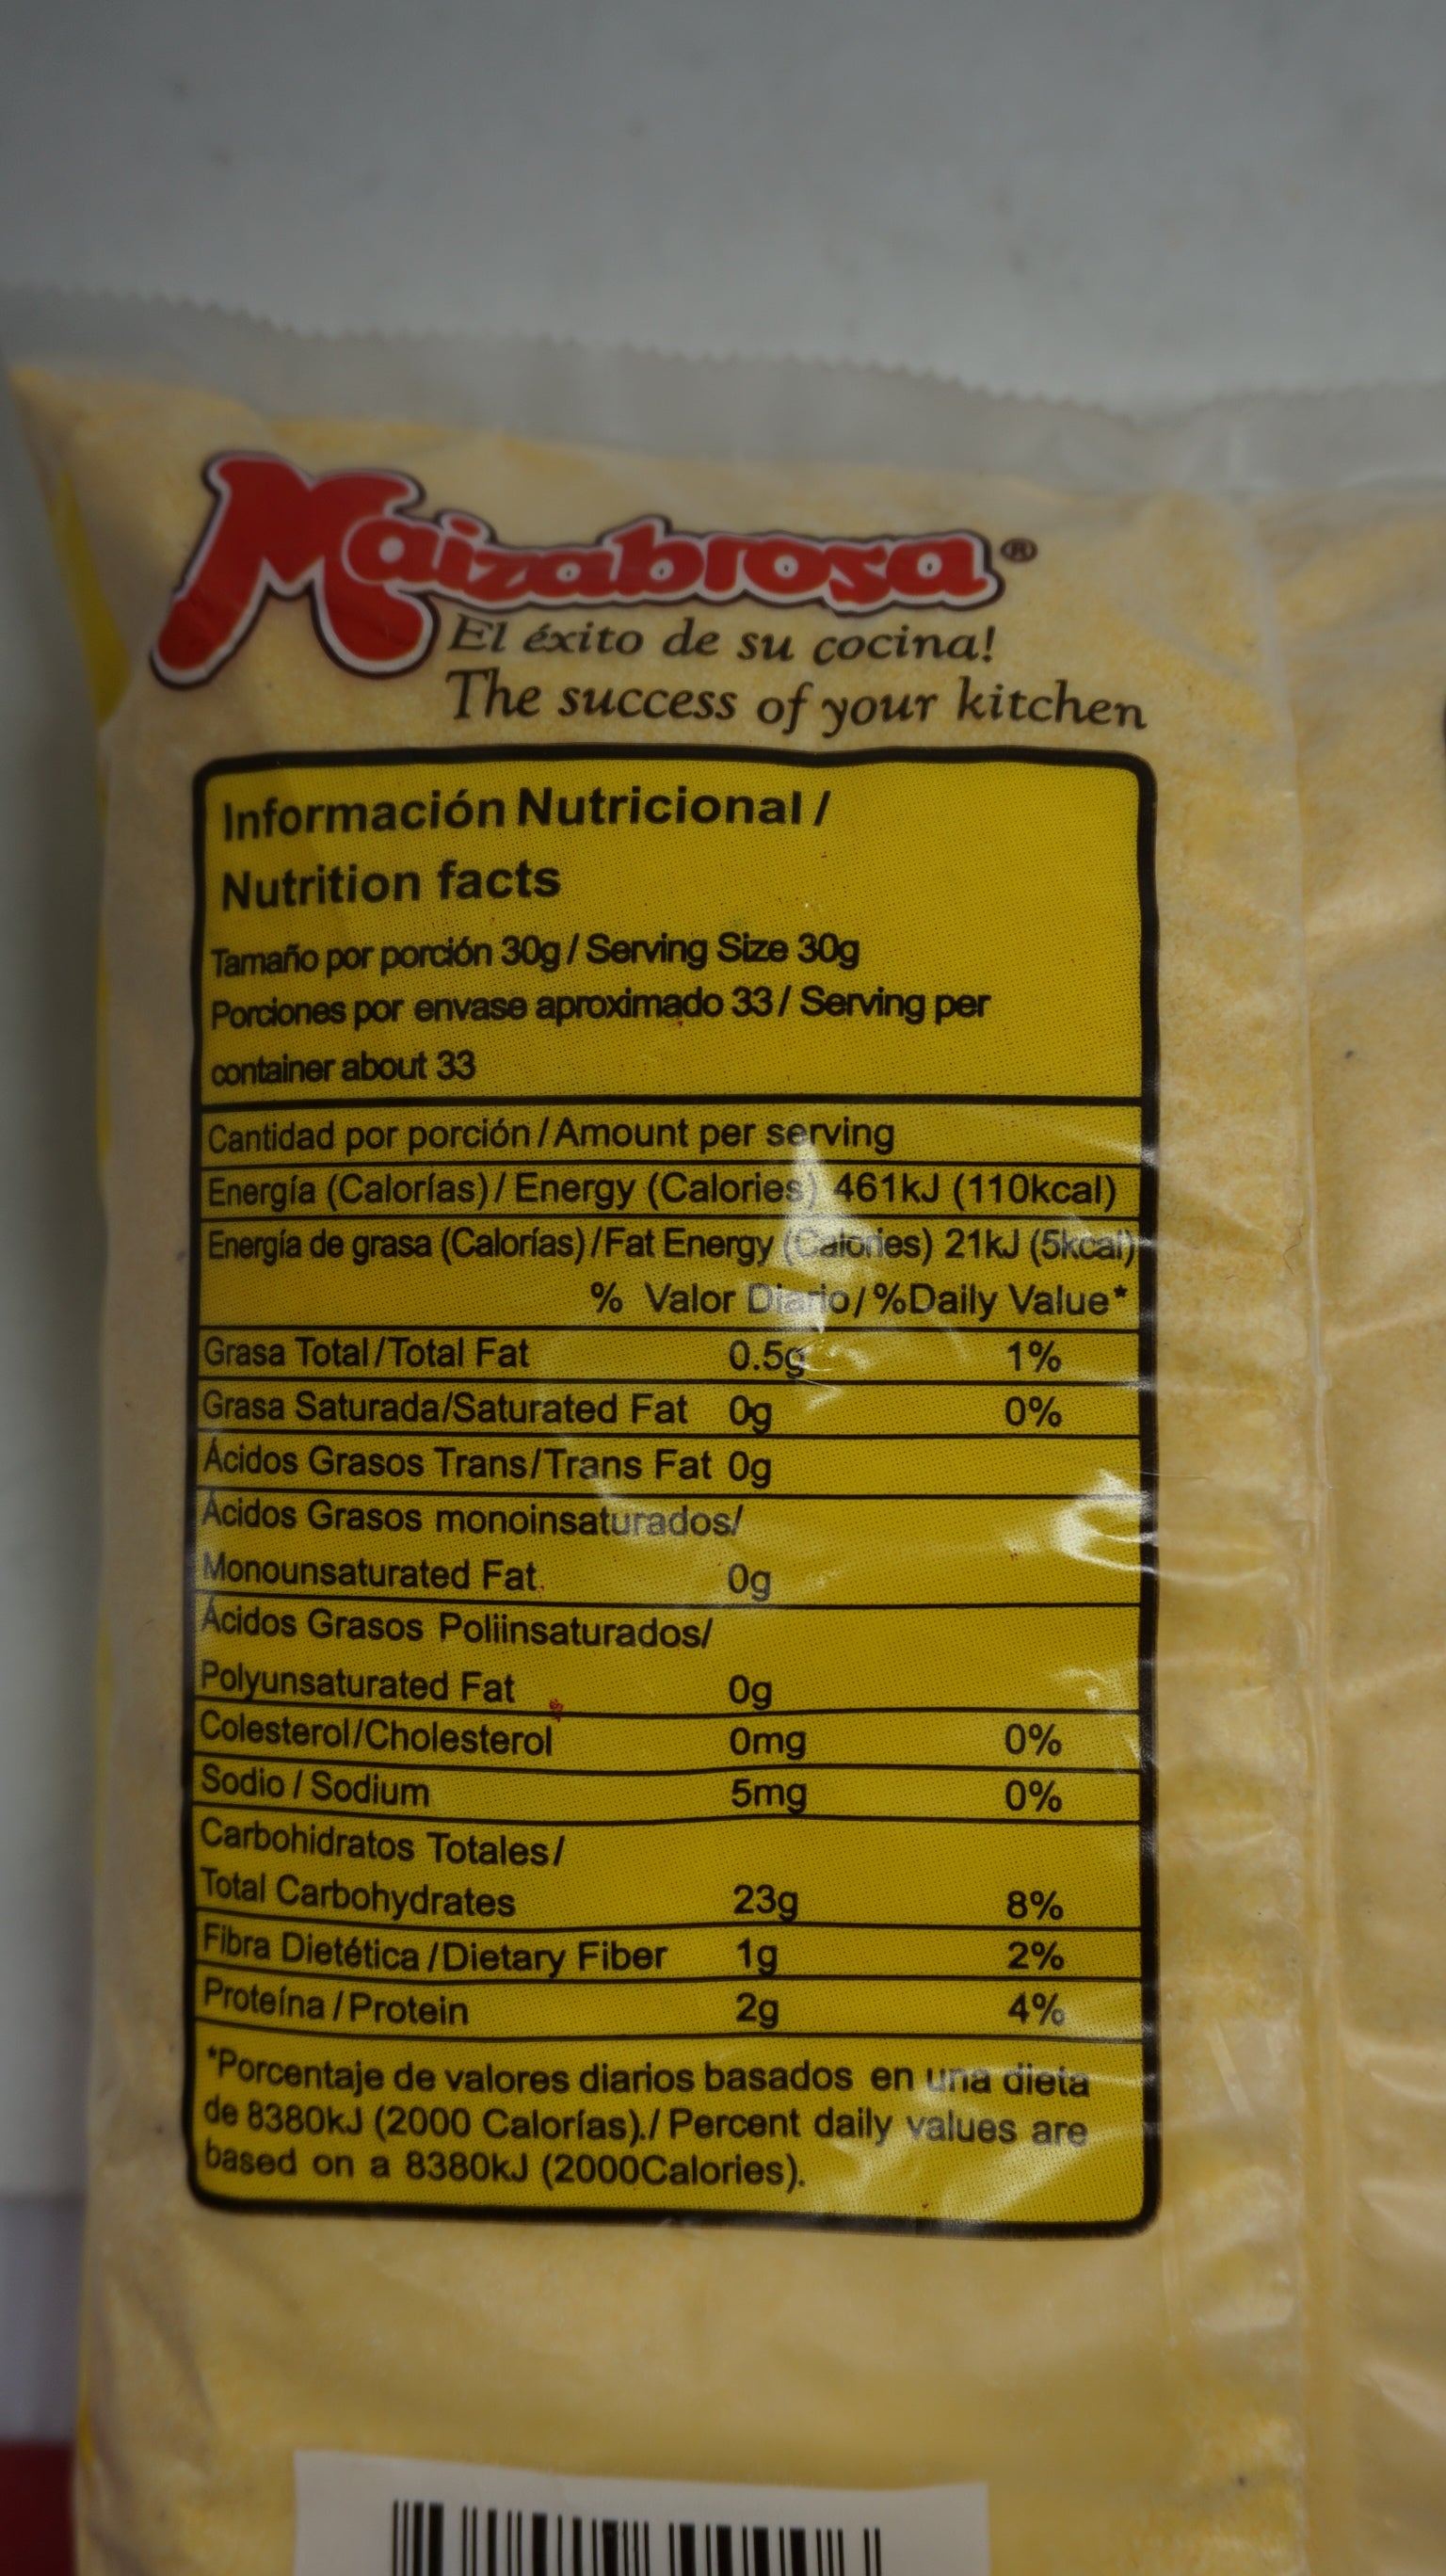 Maizabrosa®
El éxito de su cocina!
The success of your kitchen
Información Nutricional /
Nutrition facts
Tamaño por porción 30g / Serving Size 30g
Porciones por envase aproximado 33 / Serving per
container about 33
Cantidad por porción / Amount per serving
Energía (Calorías) / Energy (Calories) 461kJ (110kcal)
Energía de grasa (Calorías) / Fat Energy (Calories) 21kJ (5kcal)
% Valor Diario / %Daily Value*
Grasa Total / Total Fat 0.5g 1%
Grasa Saturada/Saturated Fat 0g 0%
Ácidos Grasos Trans/Trans Fat 0g
Ácidos Grasos monoinsaturados/
Monounsaturated Fat. 0g
Ácidos Grasos Poliinsaturados/
Polyunsaturated Fat 0g
Colesterol/Cholesterol 0mg 0%
Sodio / Sodium 5mg 0%
Carbohidratos Totales/
Total Carbohydrates 23g 8%
Fibra Dietética / Dietary Fiber 1g 2%
Proteína / Protein 2g 4%
*Porcentaje de valores diarios basados en una dieta
de 8380kJ (2000 Calorías)./ Percent daily values are
based on a 8380kJ (2000Calories).